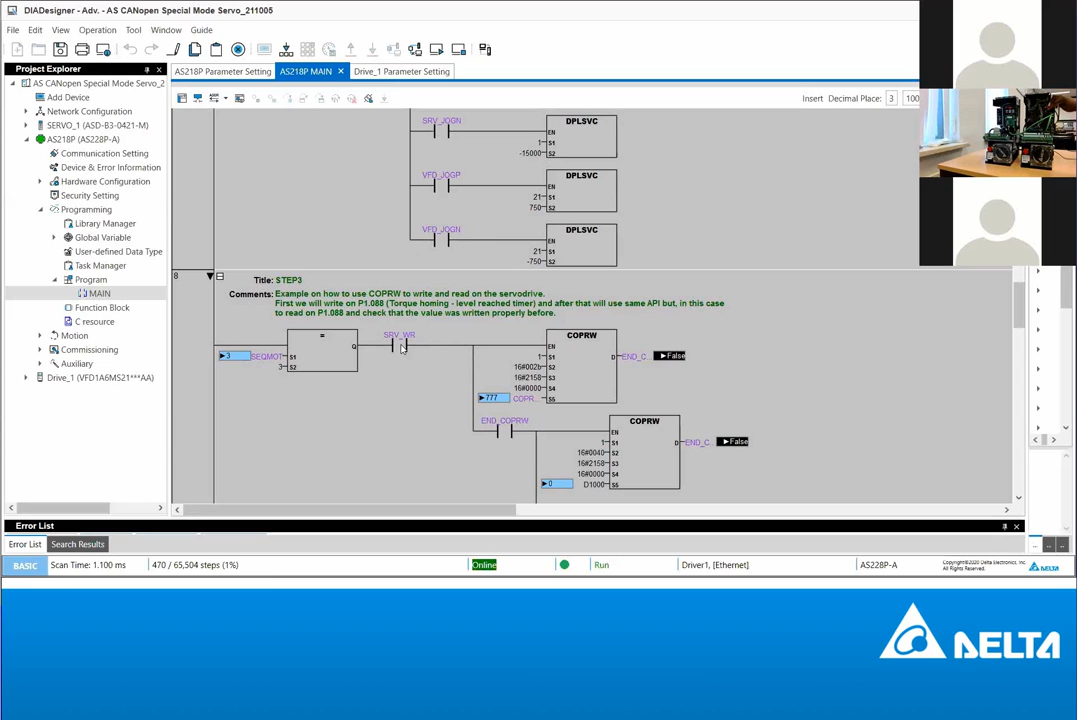 DIADesigner - Adv. - AS CANopen Special Mode Servo_211005
File Edit View Operation Tool Window Guide
Project Explorer
AS CANopen Special Mode Servo_2
Add Device
Network Configuration
SERVO_1 (ASD-B3-0421-M)
AS218P (AS228P-A)
Communication Setting
Device & Error Information
Hardware Configuration
Security Setting
Programming
Library Manager
Global Variable
User-defined Data Type
Task Manager
Program
MAIN
Function Block
C resource
Motion
Commissioning
Auxiliary
Drive_1 (VFD1A6MS21***AA)
AS218P Parameter Setting AS218P MAIN Drive_1 Parameter Setting
Insert Decimal Place: 3 100
SRV_JOGN
DPLSVC
EN
1 S1
-15000 S2
VFD_JOGP
DPLSVC
EN
21 S1
750 S2
VFD_JOGN
DPLSVC
EN
21 S1
-750 S2
8
Title: STEP3
Comments: Example on how to use COPRW to write and read on the servodrive.
First we will write on P1.088 (Torque homing - level reached timer) and after that will use same API but, in this case
to read on P1.088 and check that the value was written properly before.
=
Q
3 SEQMOT S1
3 S2
SRV_WR
COPRW
EN
1 S1 D END_C... False
16#002b S2
16#2158 S3
16#0000 S4
777 COPR... S5
END_COPRW
COPRW
EN
1 S1 D END_C... False
16#0040 S2
16#2158 S3
16#0000 S4
0 D1000 S5
Error List
Error List Search Results
BASIC Scan Time: 1.100 ms 470 / 65,504 steps (1%) Online Run Driver1, [Ethernet] AS228P-A
Copyright©2020 Delta Electronics, Inc.
All Rights Reserved.
DELTA
DELTA